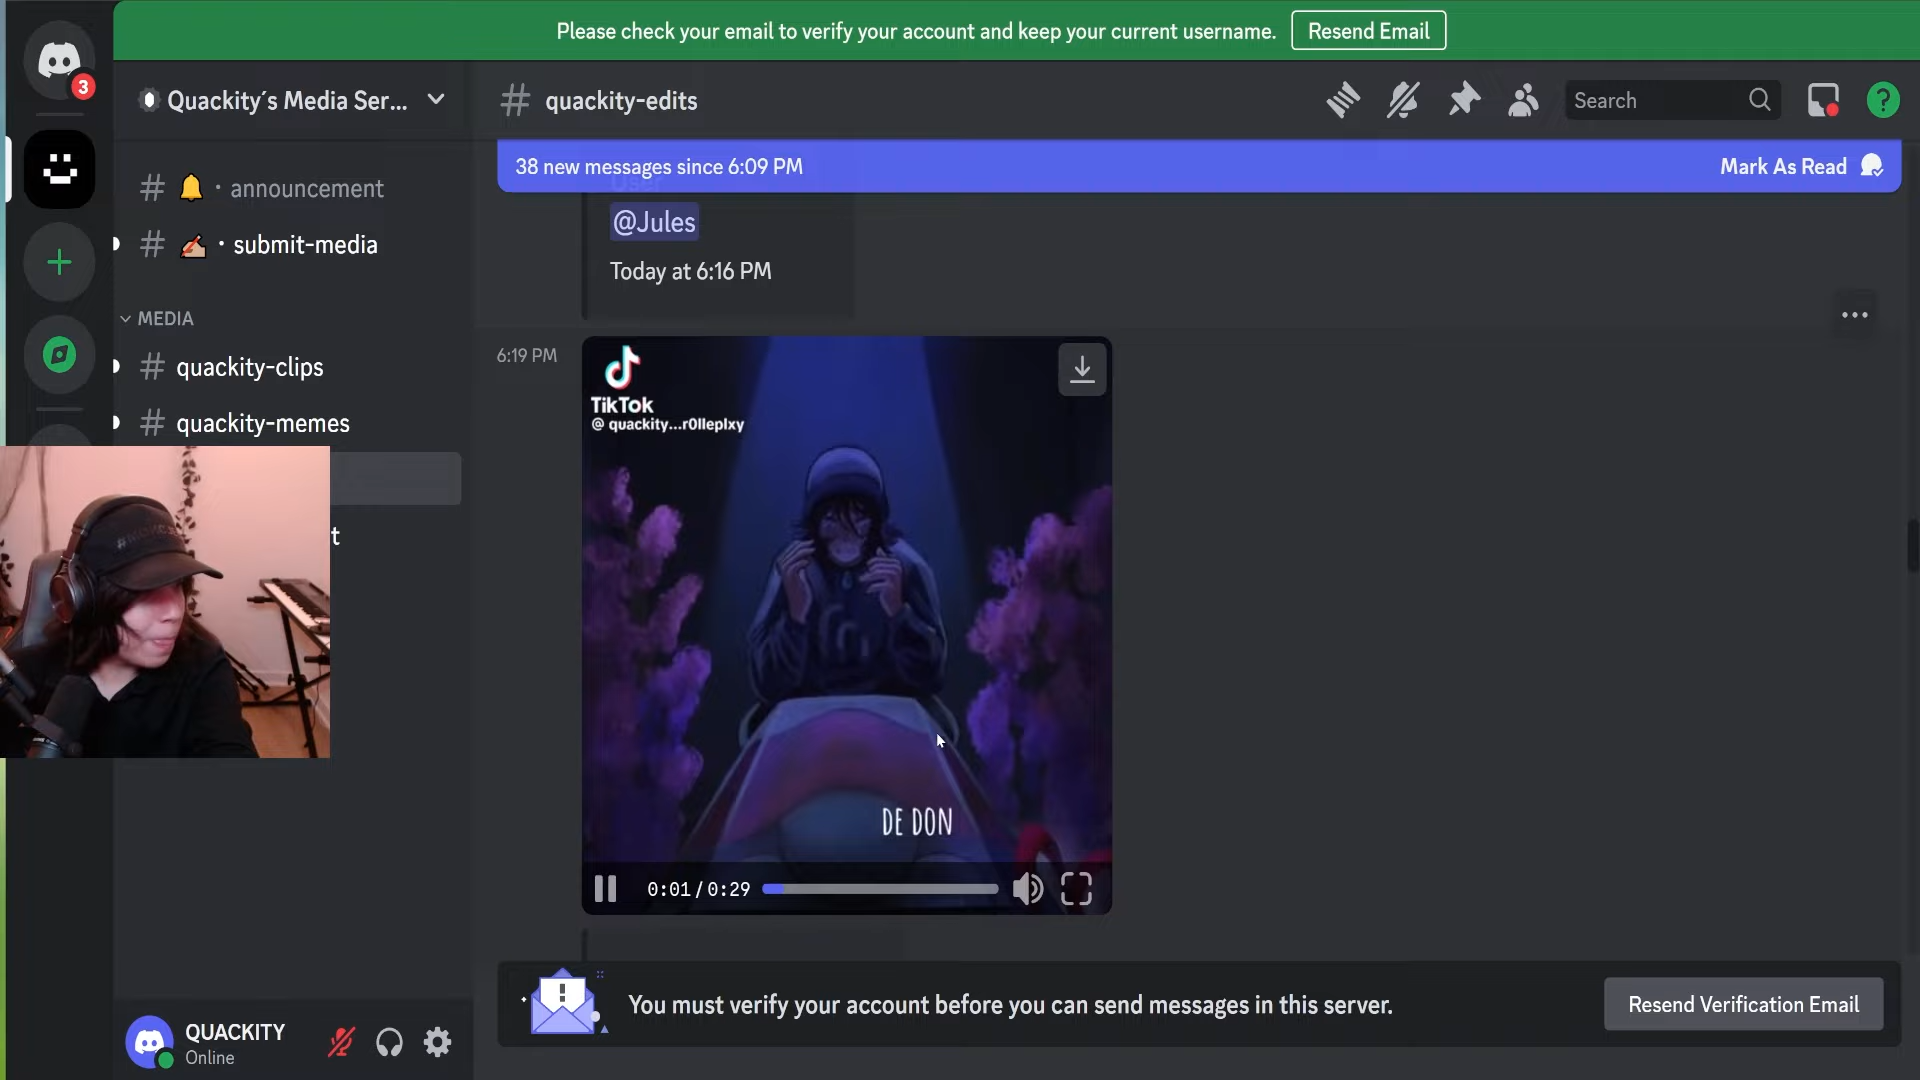 Please check your email to verify your account and keep your current username.
Resend Email
3
Quackity´s Media Ser...
quackity-edits
Search
?
38 new messages since 6:09 PM
Mark As Read
# · announcement
# · submit-media
MEDIA
# quackity-clips
# quackity-memes
t
@Jules
Today at 6:16 PM
6:19 PM
TikTok
@ quackity...r0lleplxy
DE DON
0:01/0:29
You must verify your account before you can send messages in this server.
Resend Verification Email
QUACKITY
Online